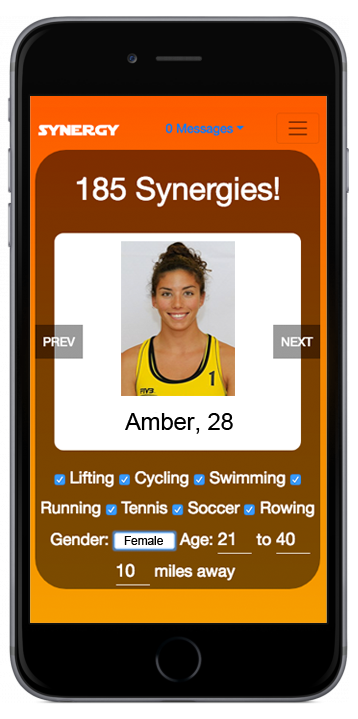 SYNERGY 0 Messages
185 Synergies!
1
FIVB
PREV NEXT
Amber, 28
Lifting Cycling Swimming
Running Tennis Soccer Rowing
Gender: Female Age: 21 to 40
10 miles away